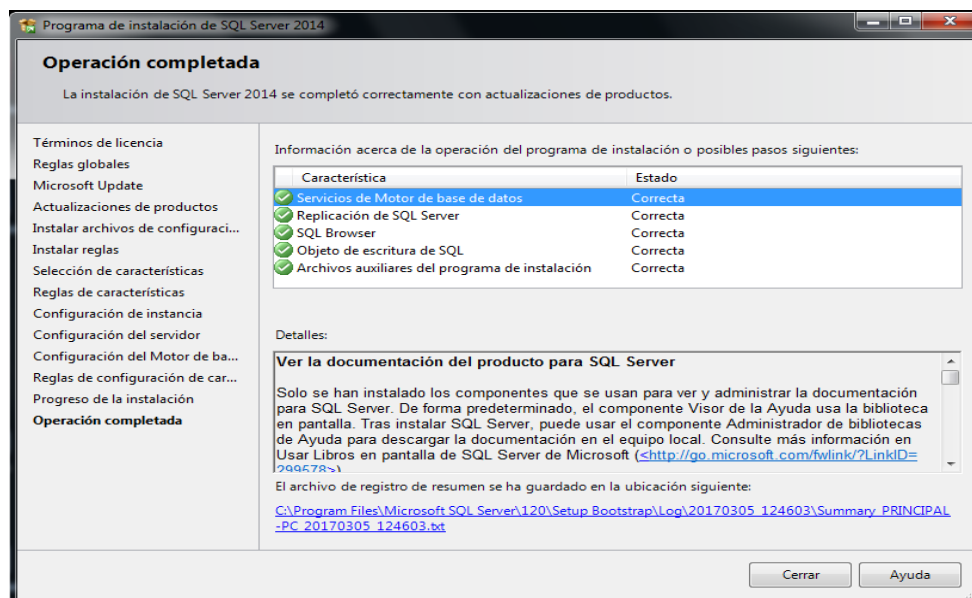 Programa de instalación de SQL Server 2014
Operación completada
La instalación de SQL Server 2014 se completó correctamente con actualizaciones de productos.
Términos de licencia
Reglas globales
Microsoft Update
Actualizaciones de productos
Instalar archivos de configuraci...
Instalar reglas
Selección de características
Reglas de características
Configuración de instancia
Configuración del servidor
Configuración del Motor de ba...
Reglas de configuración de car...
Progreso de la instalación
Operación completada
Información acerca de la operación del programa de instalación o posibles pasos siguientes:
Característica Estado
Servicios de Motor de base de datos Correcta
Replicación de SQL Server Correcta
SQL Browser Correcta
Objeto de escritura de SQL Correcta
Archivos auxiliares del programa de instalación Correcta
Detalles:
Ver la documentación del producto para SQL Server
Solo se han instalado los componentes que se usan para ver y administrar la documentación
para SQL Server. De forma predeterminado, el componente Visor de la Ayuda usa la biblioteca
en pantalla. Tras instalar SQL Server, puede usar el componente Administrador de bibliotecas
de Ayuda para descargar la documentación en el equipo local. Consulte más información en
Usar Libros en pantalla de SQL Server de Microsoft (<http://go.microsoft.com/fwlink/?LinkID=
299578>)
El archivo de registro de resumen se ha guardado en la ubicación siguiente:
C:\Program Files\Microsoft SQL Server\120\Setup Bootstrap\Log\20170305_124603\Summary_PRINCIPAL
-PC_20170305_124603.txt
Cerrar
Ayuda